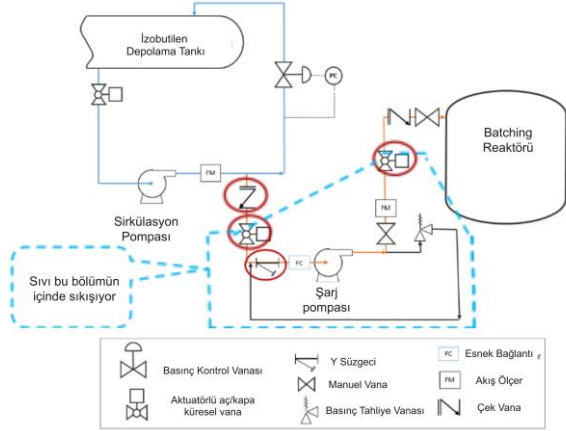 İzobutilen
Depolama Tankı
PC
FM
Sirkülasyon
Pompası
Batching
Reaktörü
FM
Sıvı bu bölümün
içinde sıkışıyor
FC
Şarj
pompası
Basınç Kontrol Vanası
Aktuatörlü aç/kapa
küresel vana
Y Süzgeci
Manuel Vana
Basınç Tahliye Vanası
FC
Esnek Bağlantı
r
FM
Akış Ölçer
Çek Vana